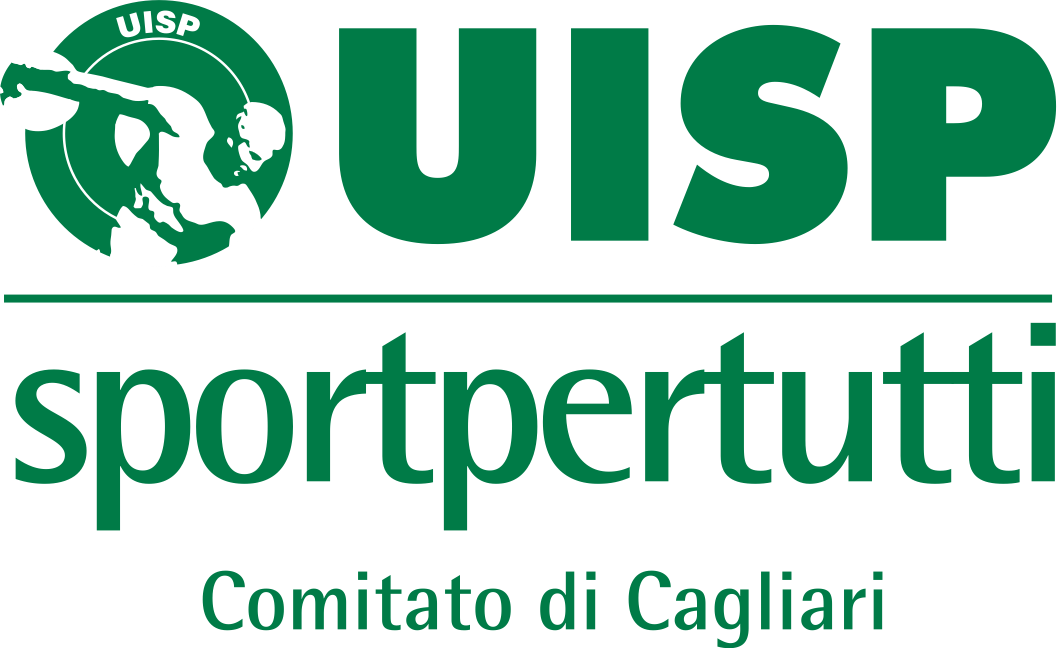 UISP
UISP
sportpertutti
Comitato di Cagliari